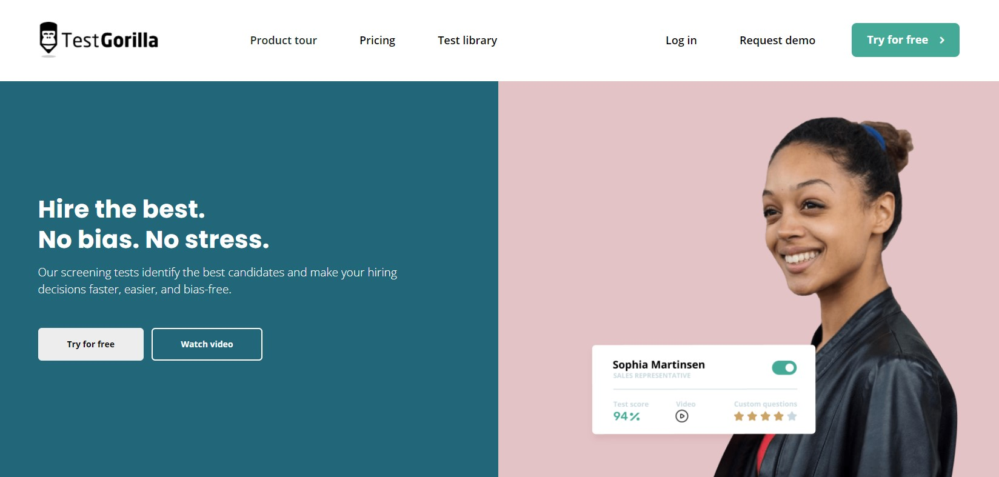 TestGorilla
Product tour
Pricing
Test library
Log in
Request demo
Try for free
Hire the best.
No bias. No stress.
Our screening tests identify the best candidates and make your hiring
decisions faster, easier, and bias-free.
Try for free
Watch video
Sophia Martinsen
SALES REPRESENTATIVE
Test score
Video
Custom questions
94%